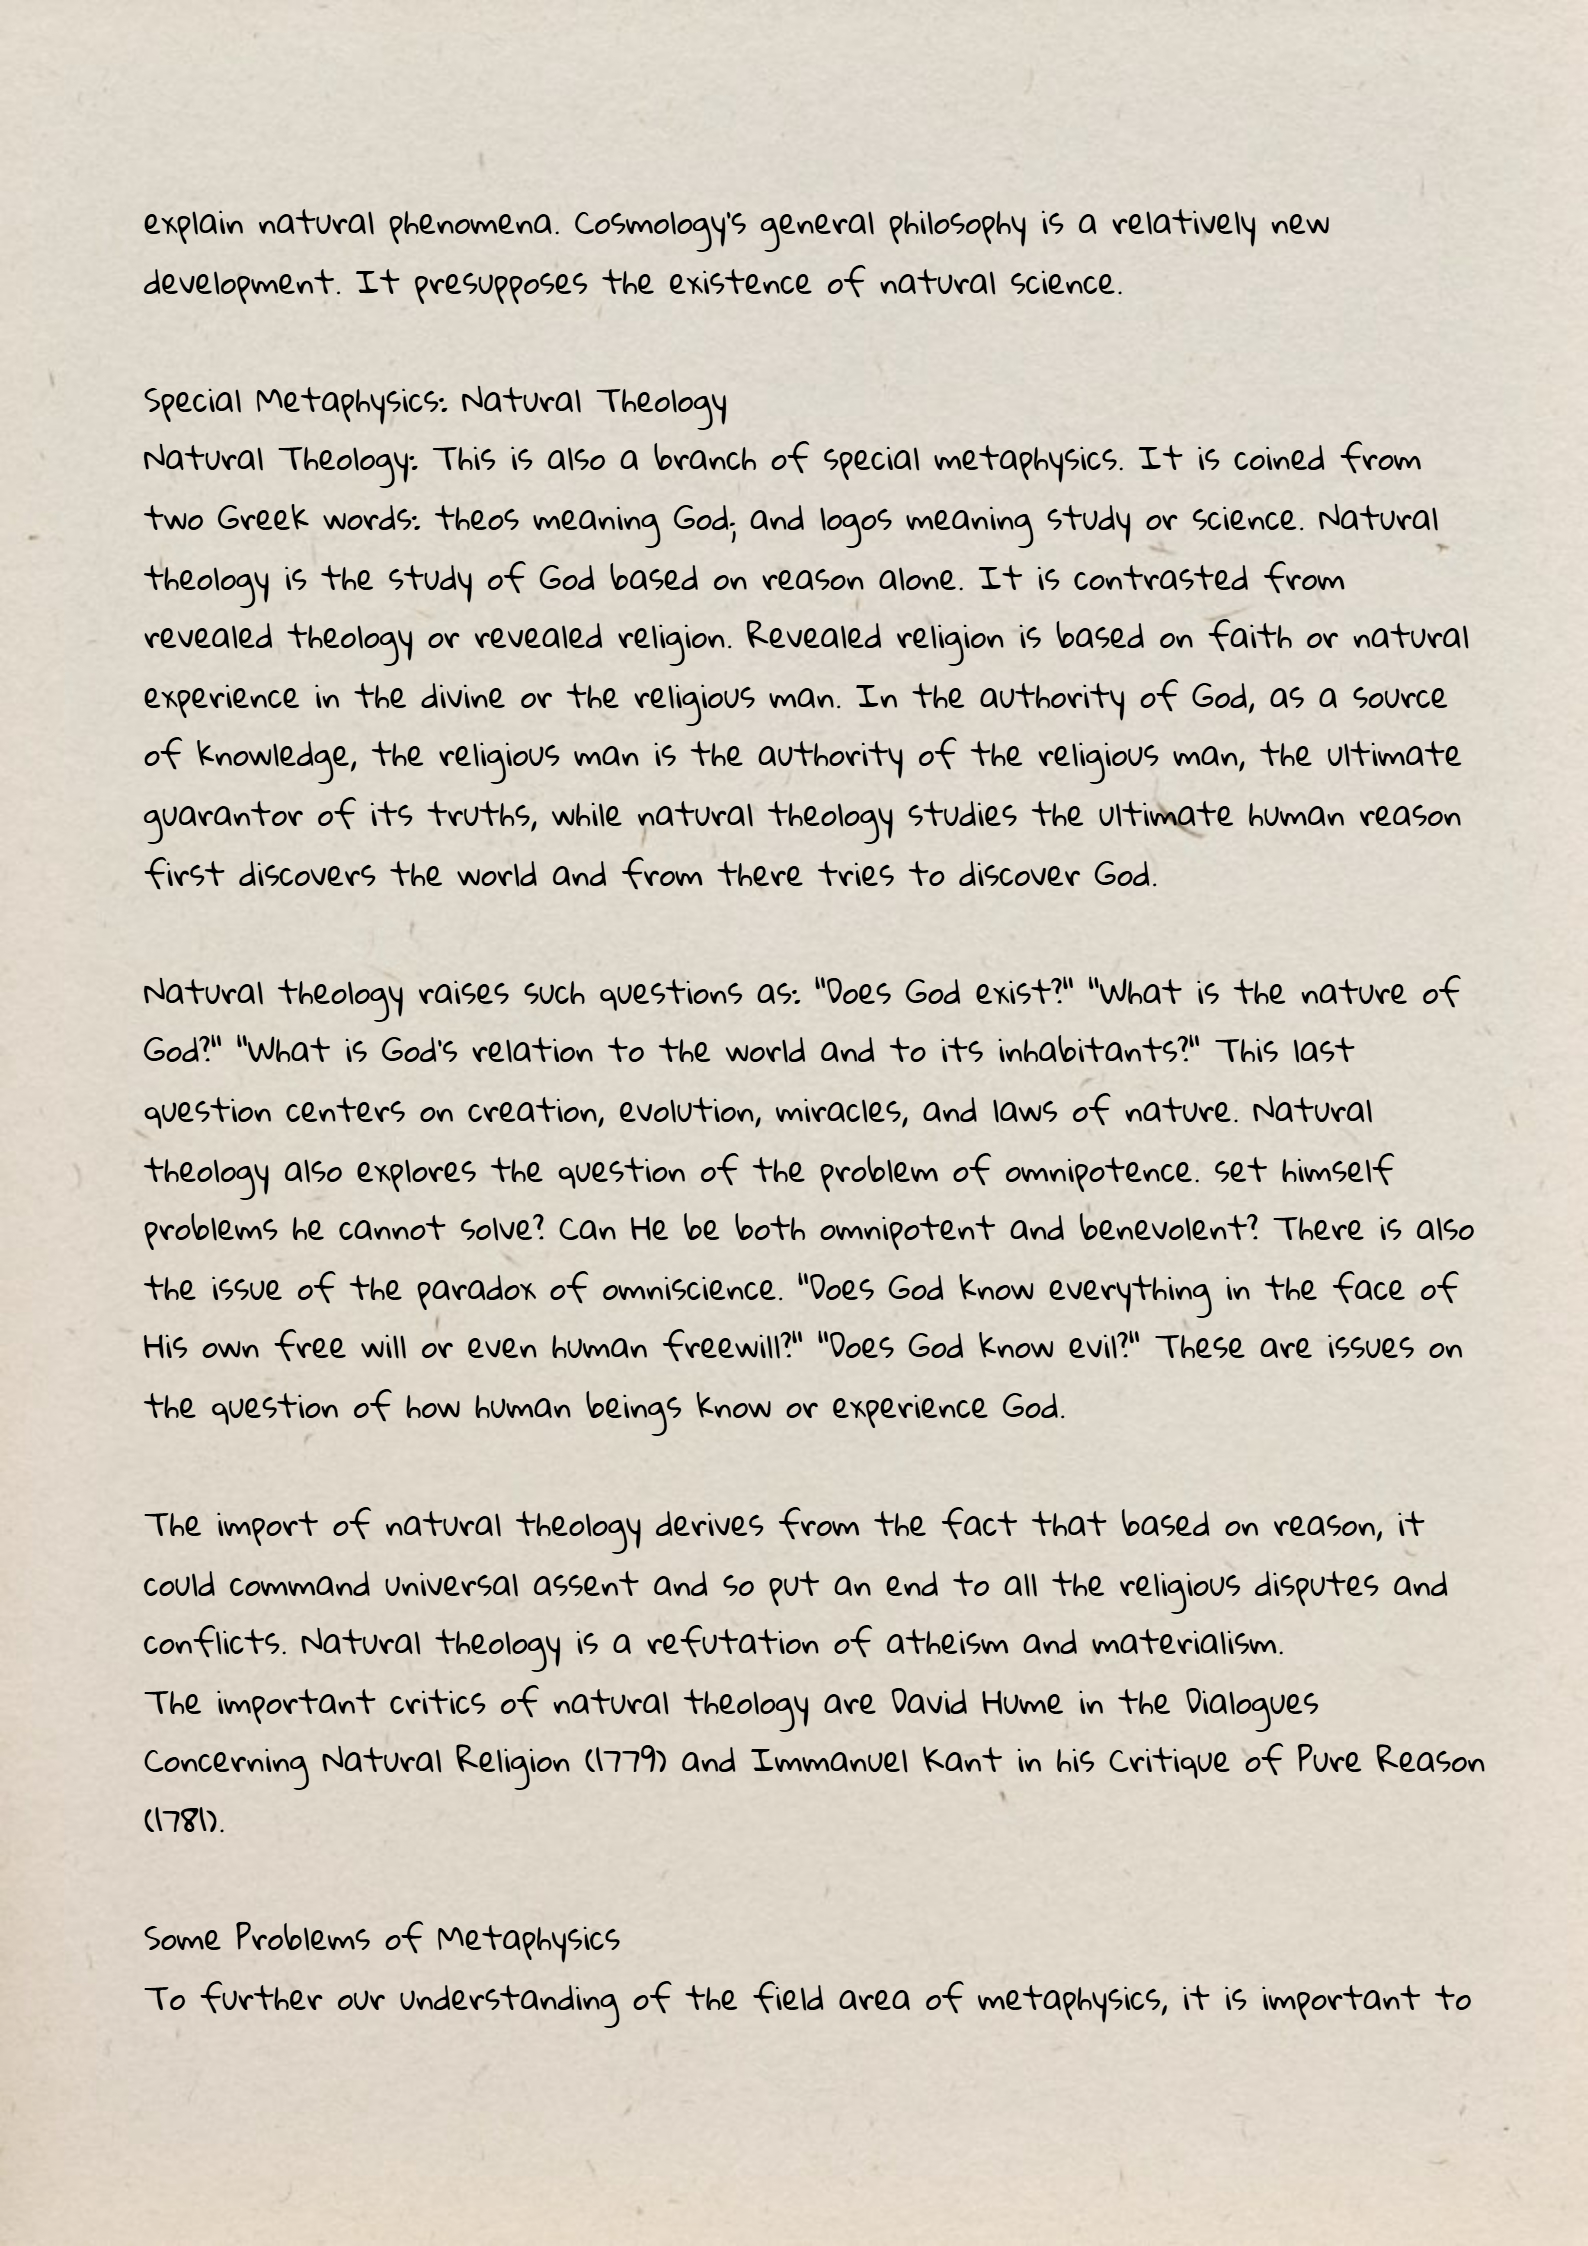 explain natural phenomena. Cosmology's general philosophy is a relatively new
development. It presupposes the existence of natural science.
Special Metaphysics: Natural Theology
Natural Theology: This is also a branch of special metaphysics. It is coined from
two Greek words: theos meaning God; and logos meaning study or science. Natural
theology is the study of God based on reason alone. It is contrasted from
revealed theology or revealed religion. Revealed religion is based on faith or natural
experience in the divine or the religious man. In the authority of God, as a source
of knowledge, the religious man is the authority of the religious man, the ultimate
guarantor of its truths, while natural theology studies the ultimate human reason
first discovers the world and from there tries to discover God.
Natural theology raises such questions as: "Does God exist?" "What is the nature of
God?" "What is God's relation to the world and to its inhabitants?" This last
question centers on creation, evolution, miracles, and laws of nature. Natural
theology also explores the question of the problem of omnipotence. set himself
problems he cannot solve? Can He be both omnipotent and benevolent? There is also
the issue of the paradox of omniscience. "Does God know everything in the face of
His own free will or even human freewill?" "Does God know evil?" These are issues on
the question of how human beings know or experience God.
The import of natural theology derives from the fact that based on reason, it
could command universal assent and so put an end to all the religious disputes and
conflicts. Natural theology is a refutation of atheism and materialism.
The important critics of natural theology are David Hume in the Dialogues
Concerning Natural Religion (1779) and Immanuel Kant in his Critique of Pure Reason
(1781).
Some Problems of Metaphysics
To further our understanding of the field area of metaphysics, it is important to